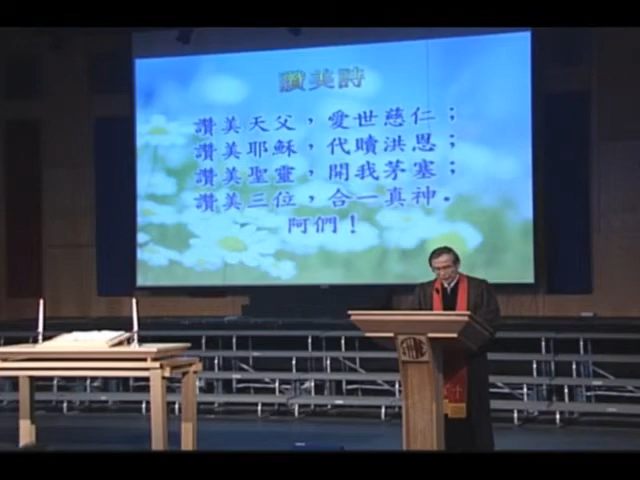 讚美詩
讚美天父，愛世慈仁；
讚美耶穌，代贖洪恩；
讚美聖靈，開我茅塞；
讚美三位，合一真神。
阿們！